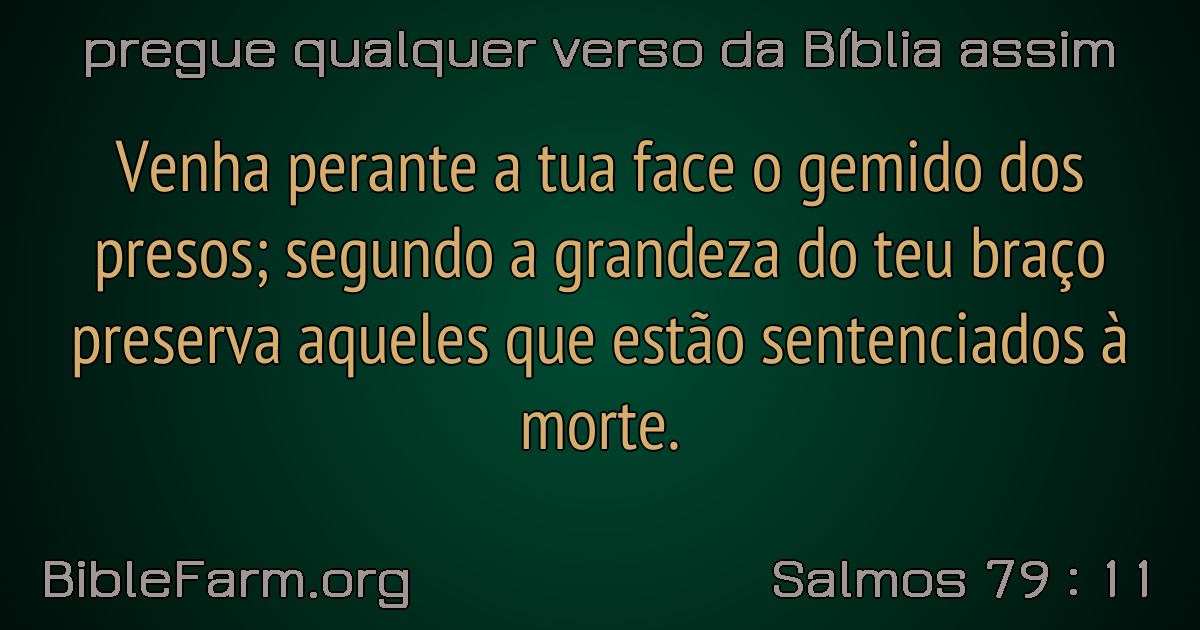 pregue qualquer verso da Bíblia assim
Venha perante a tua face o gemido dos
presos; segundo a grandeza do teu braço
preserva aqueles que estão sentenciados à
morte.
BibleFarm.org
Salmos 79 : 11